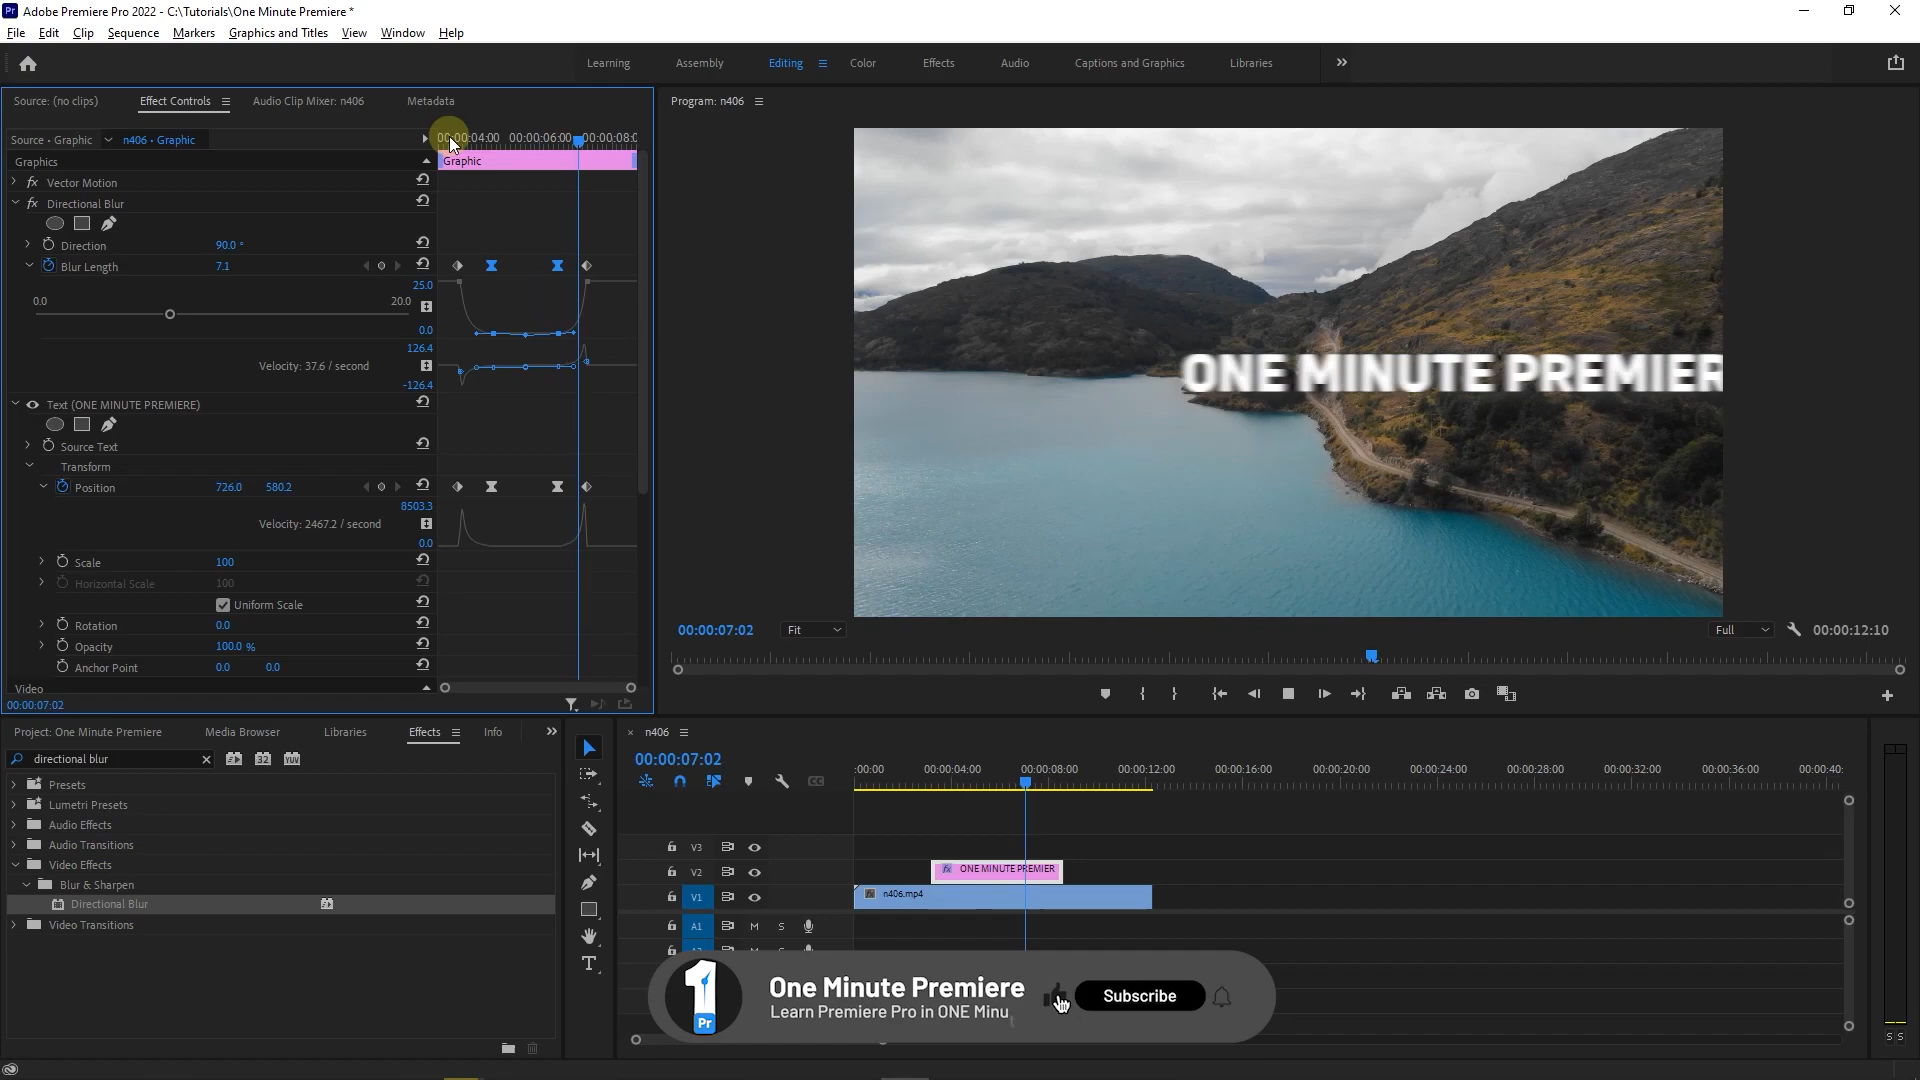 Pr Adobe Premiere Pro 2022 - C:\Tutorials\One Minute Premiere *
File Edit Clip Sequence Markers Graphics and Titles View Window Help
Learning Assembly Editing Color Effects Audio Captions and Graphics Libraries
Source: (no clips) Effect Controls Audio Clip Mixer: n406 Metadata
Source • Graphic n406 • Graphic
00:00:04:00 00:00:06:00 00:00:08:0
Graphics
Graphic
fx Vector Motion
fx Directional Blur
Direction 90.0 °
Blur Length 7.1
25.0
0.0 20.0
0.0
126.4
Velocity: 37.6 / second
-126.4
Text (ONE MINUTE PREMIERE)
Source Text
Transform
Position 726.0 580.2
8503.3
Velocity: 2467.2 / second
0.0
Scale 100
Horizontal Scale 100
Uniform Scale
Rotation 0.0
Opacity 100.0 %
Anchor Point 0.0 0.0
Video
00:00:07:02
Program: n406
ONE MINUTE PREMIER
00:00:07:02 Fit Full 00:00:12:10
Project: One Minute Premiere Media Browser Libraries Effects Info
directional blur 32 YUV
Presets
Lumetri Presets
Audio Effects
Audio Transitions
Video Effects
Blur & Sharpen
Directional Blur
Video Transitions
n406
00:00:07:02
:00:00 00:00:04:00 00:00:08:00 00:00:12:00 00:00:16:00 00:00:20:00 00:00:24:00 00:00:28:00 00:00:32:00 00:00:36:00 00:00:40:
V3
V2 fx ONE MINUTE PREMIER
V1 fx n406.mp4
A1 M S
S S
1 Pr
One Minute Premiere
Learn Premiere Pro in ONE Minu
Subscribe